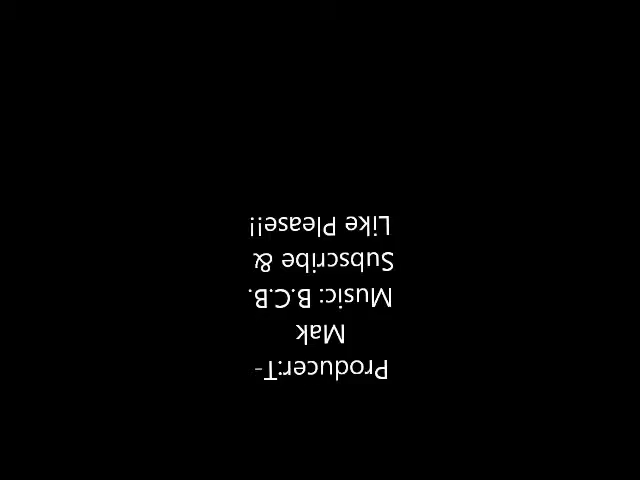 Producer:T-
Mak
Music: B.C.B.
Subscribe &
Like Please!!